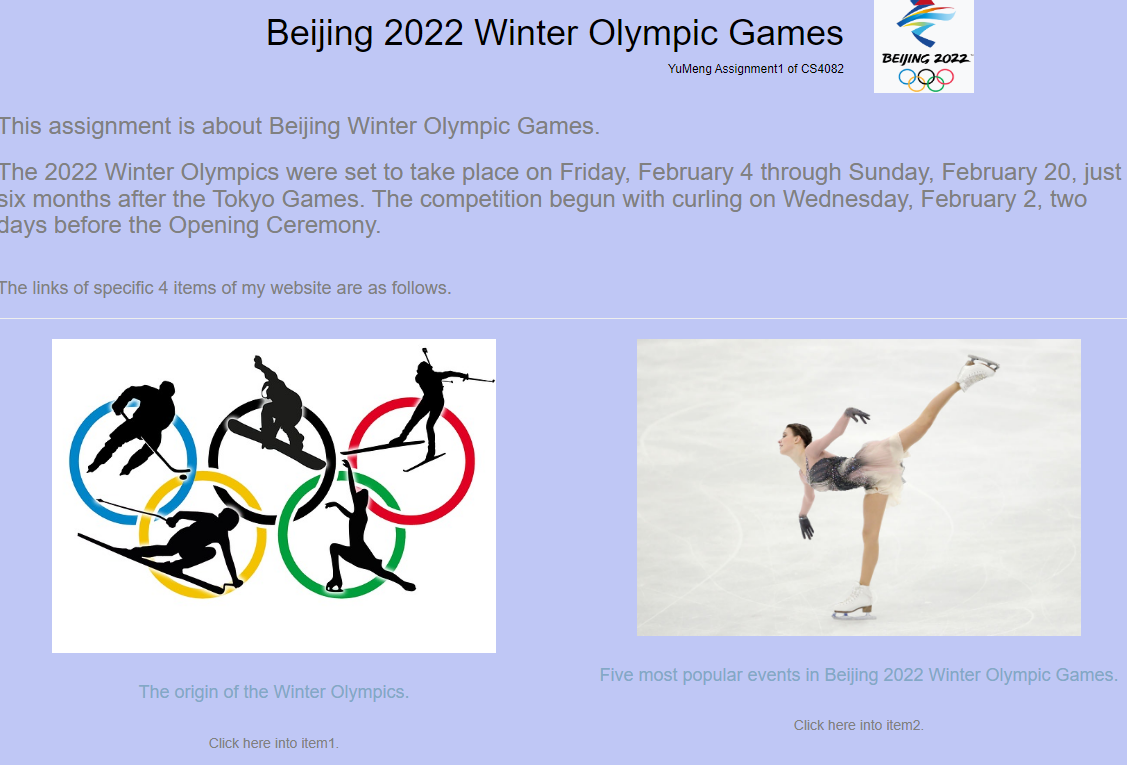 Beijing 2022 Winter Olympic Games
YuMeng Assignment1 of CS4082
BEIJING 2022
This assignment is about Beijing Winter Olympic Games.
The 2022 Winter Olympics were set to take place on Friday, February 4 through Sunday, February 20, just
six months after the Tokyo Games. The competition begun with curling on Wednesday, February 2, two
days before the Opening Ceremony.
The links of specific 4 items of my website are as follows.
The origin of the Winter Olympics.
Five most popular events in Beijing 2022 Winter Olympic Games.
Click here into item1.
Click here into item2.